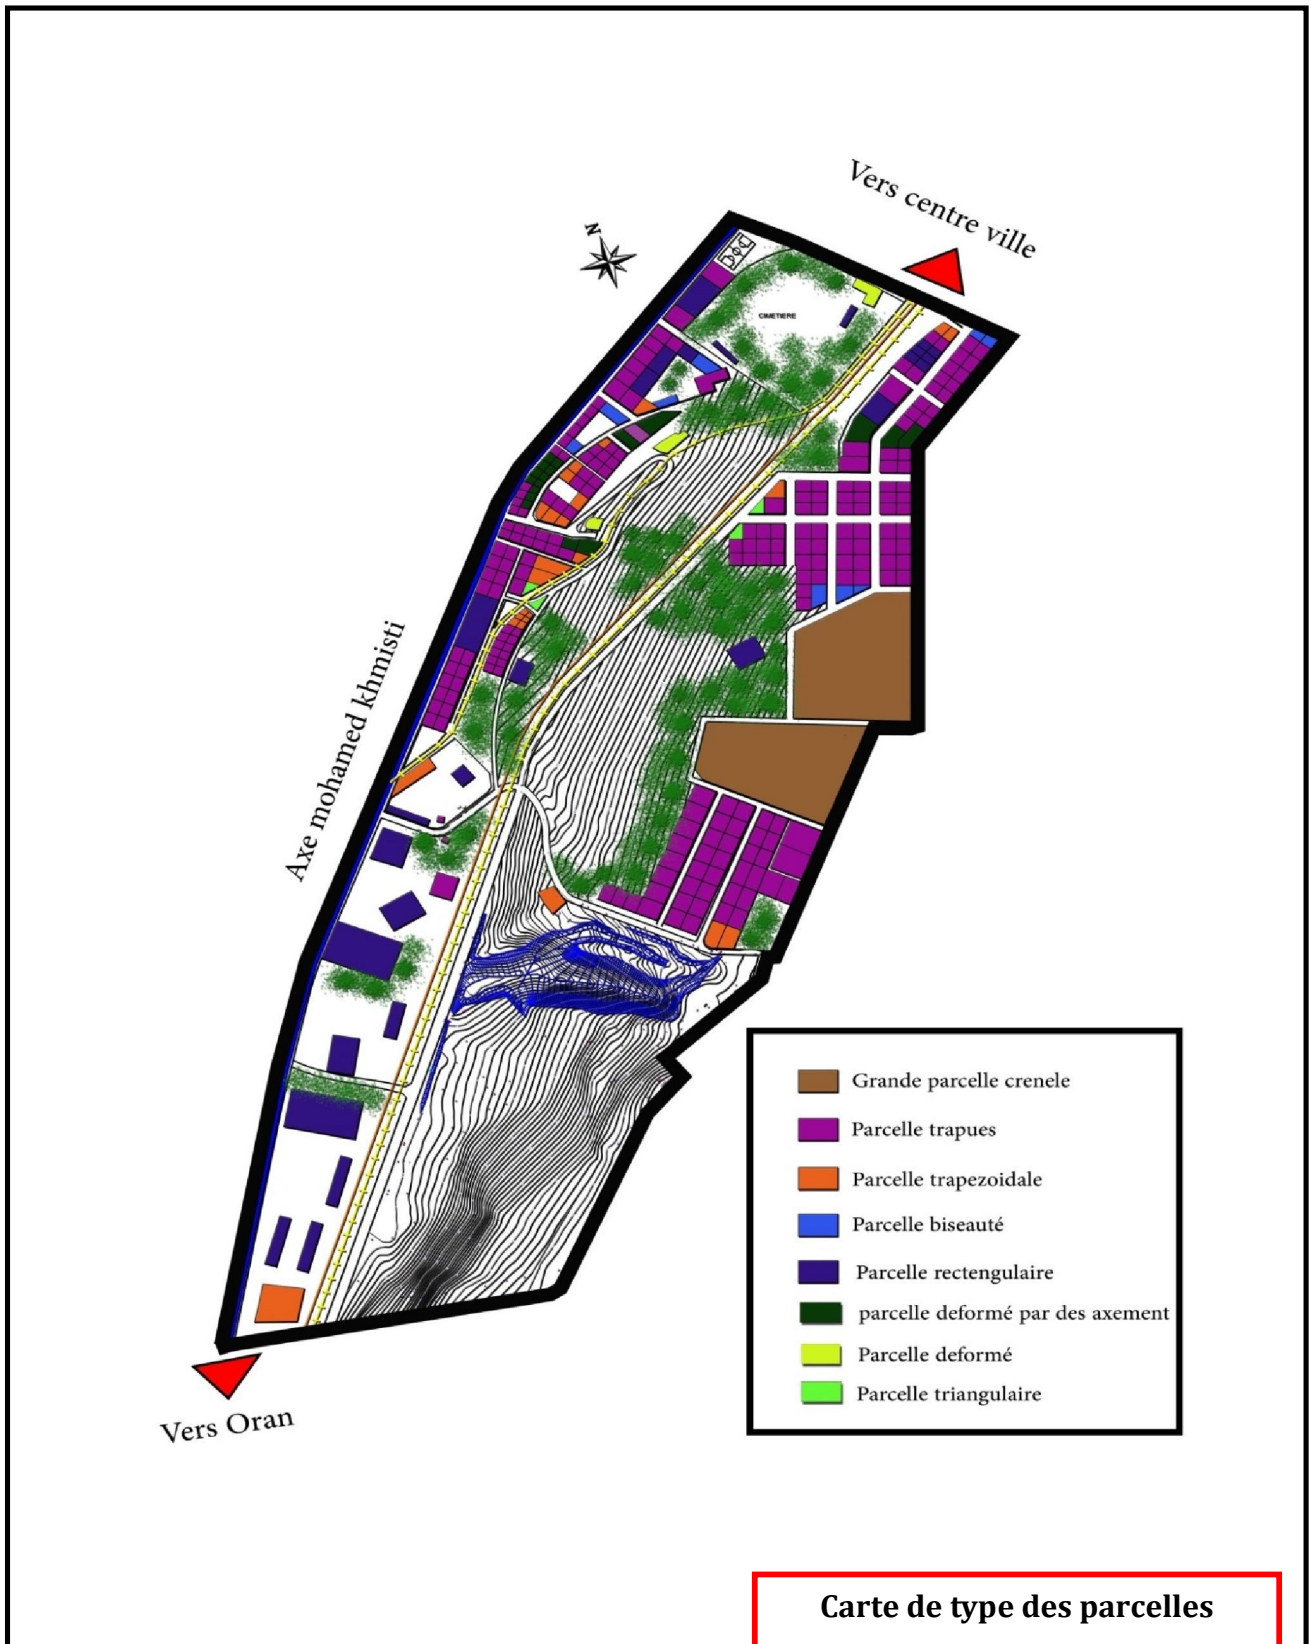 Vers centre ville
N
CIMETIERE
Axe mohamed khmisti
Vers Oran
Grande parcelle crenele
Parcelle trapues
Parcelle trapezoidale
Parcelle biseauté
Parcelle rectengulaire
parcelle deformé par des axement
Parcelle deformé
Parcelle triangulaire
Carte de type des parcelles